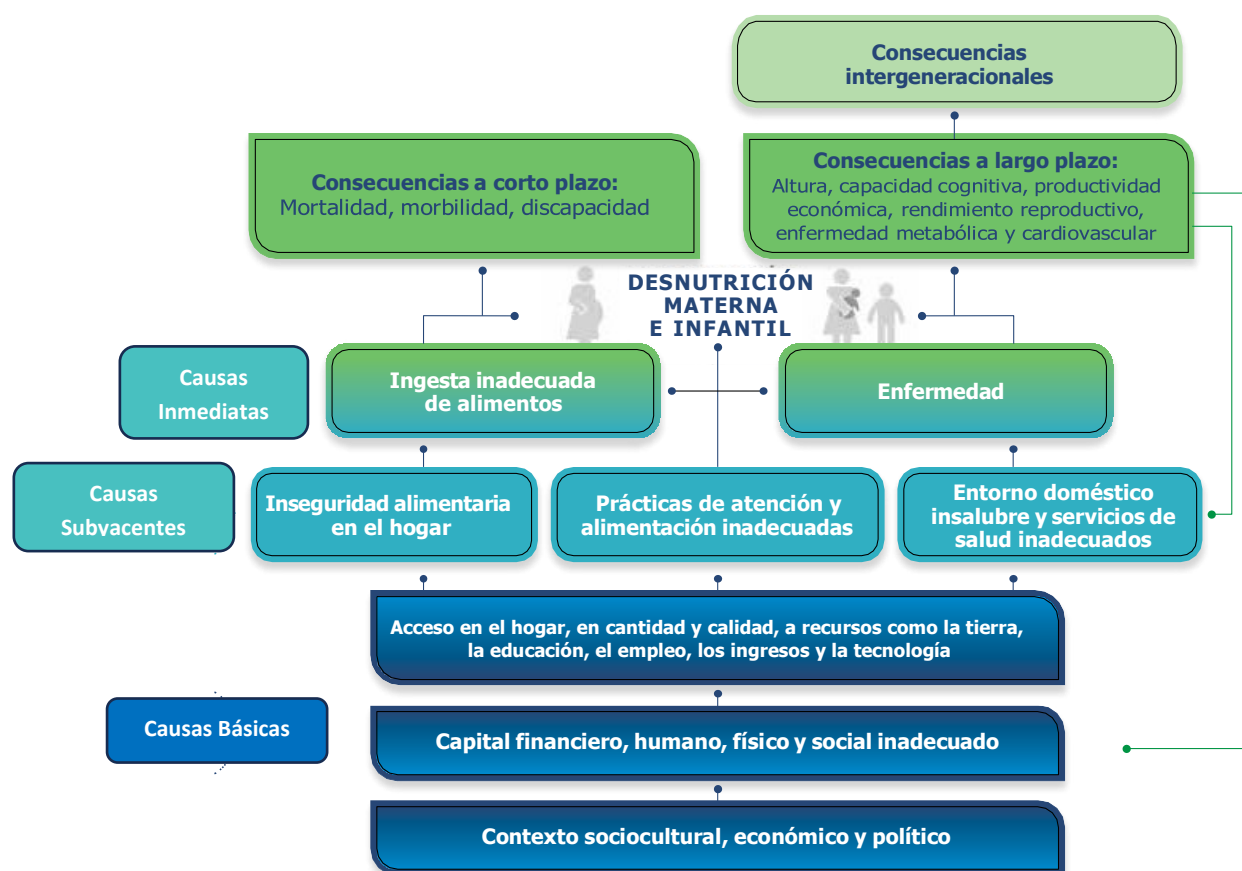 Consecuencias
intergeneracionales
Consecuencias a corto plazo:
Mortalidad, morbilidad, discapacidad
Consecuencias a largo plazo:
Altura, capacidad cognitiva, productividad
económica, rendimiento reproductivo,
enfermedad metabólica y cardiovascular
DESNUTRICIÓN
MATERNA
E INFANTIL
Causas
Inmediatas
Ingesta inadecuada
de alimentos
Enfermedad
Causas
Subyacentes
Inseguridad alimentaria
en el hogar
Prácticas de atención y
alimentación inadecuadas
Entorno doméstico
insalubre y servicios de
salud inadecuados
Acceso en el hogar, en cantidad y calidad, a recursos como la tierra,
la educación, el empleo, los ingresos y la tecnología
Causas Básicas
Capital financiero, humano, físico y social inadecuado
Contexto sociocultural, económico y político